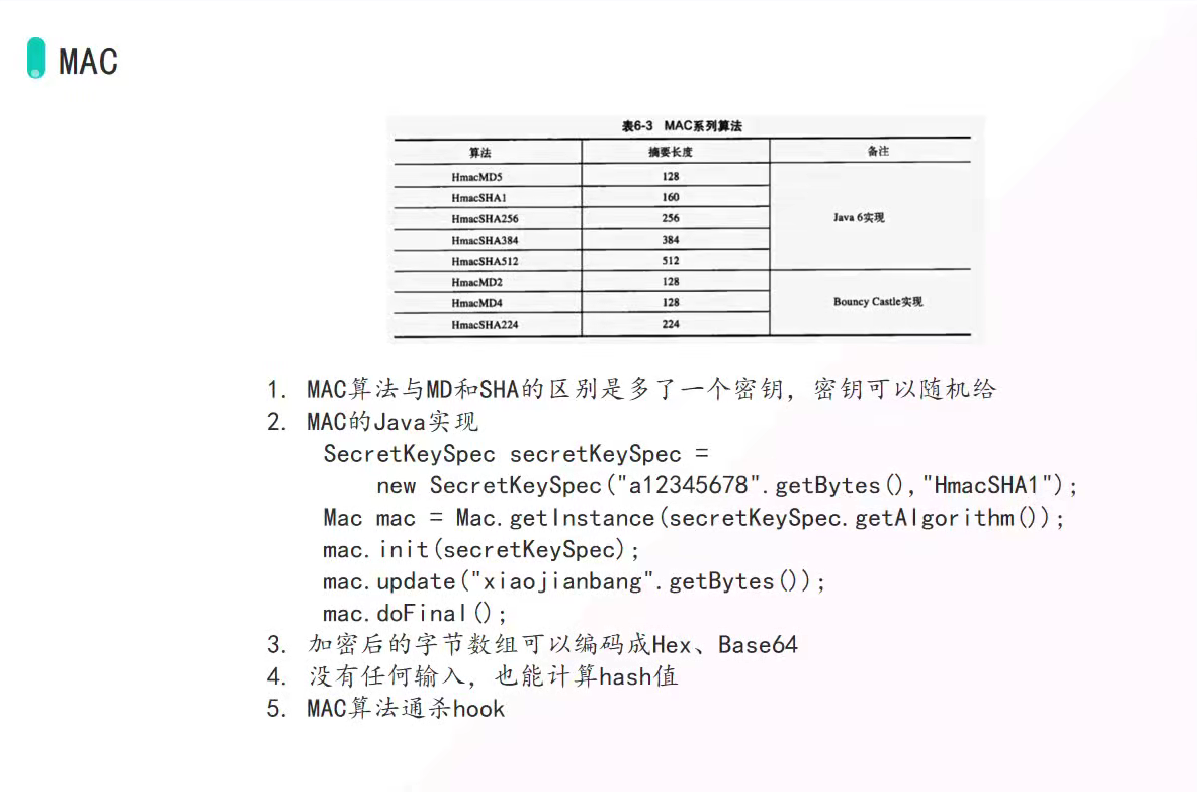 MAC
表6-3 MAC系列算法
算法 摘要长度 备注
HmacMD5 128
HmacSHA1 160
HmacSHA256 256 Java 6实现
HmacSHA384 384
HmacSHA512 512
HmacMD2 128
HmacMD4 128 Bouncy Castle实现
HmacSHA224 224
1. MAC算法与MD和SHA的区别是多了一个密钥，密钥可以随机给
2. MAC的Java实现
SecretKeySpec secretKeySpec =
new SecretKeySpec("a12345678".getBytes(),"HmacSHA1");
Mac mac = Mac.getInstance(secretKeySpec.getAlgorithm());
mac.init(secretKeySpec);
mac.update("xiaojianbang".getBytes());
mac.doFinal();
3. 加密后的字节数组可以编码成Hex、Base64
4. 没有任何输入，也能计算hash值
5. MAC算法通杀hook